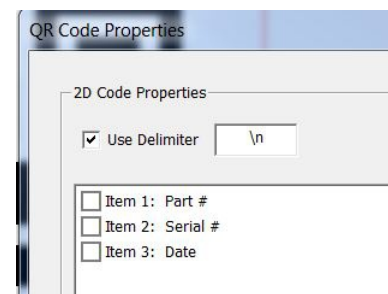 QR Code Properties
2D Code Properties
Use Delimiter \n
Item 1: Part #
Item 2: Serial #
Item 3: Date